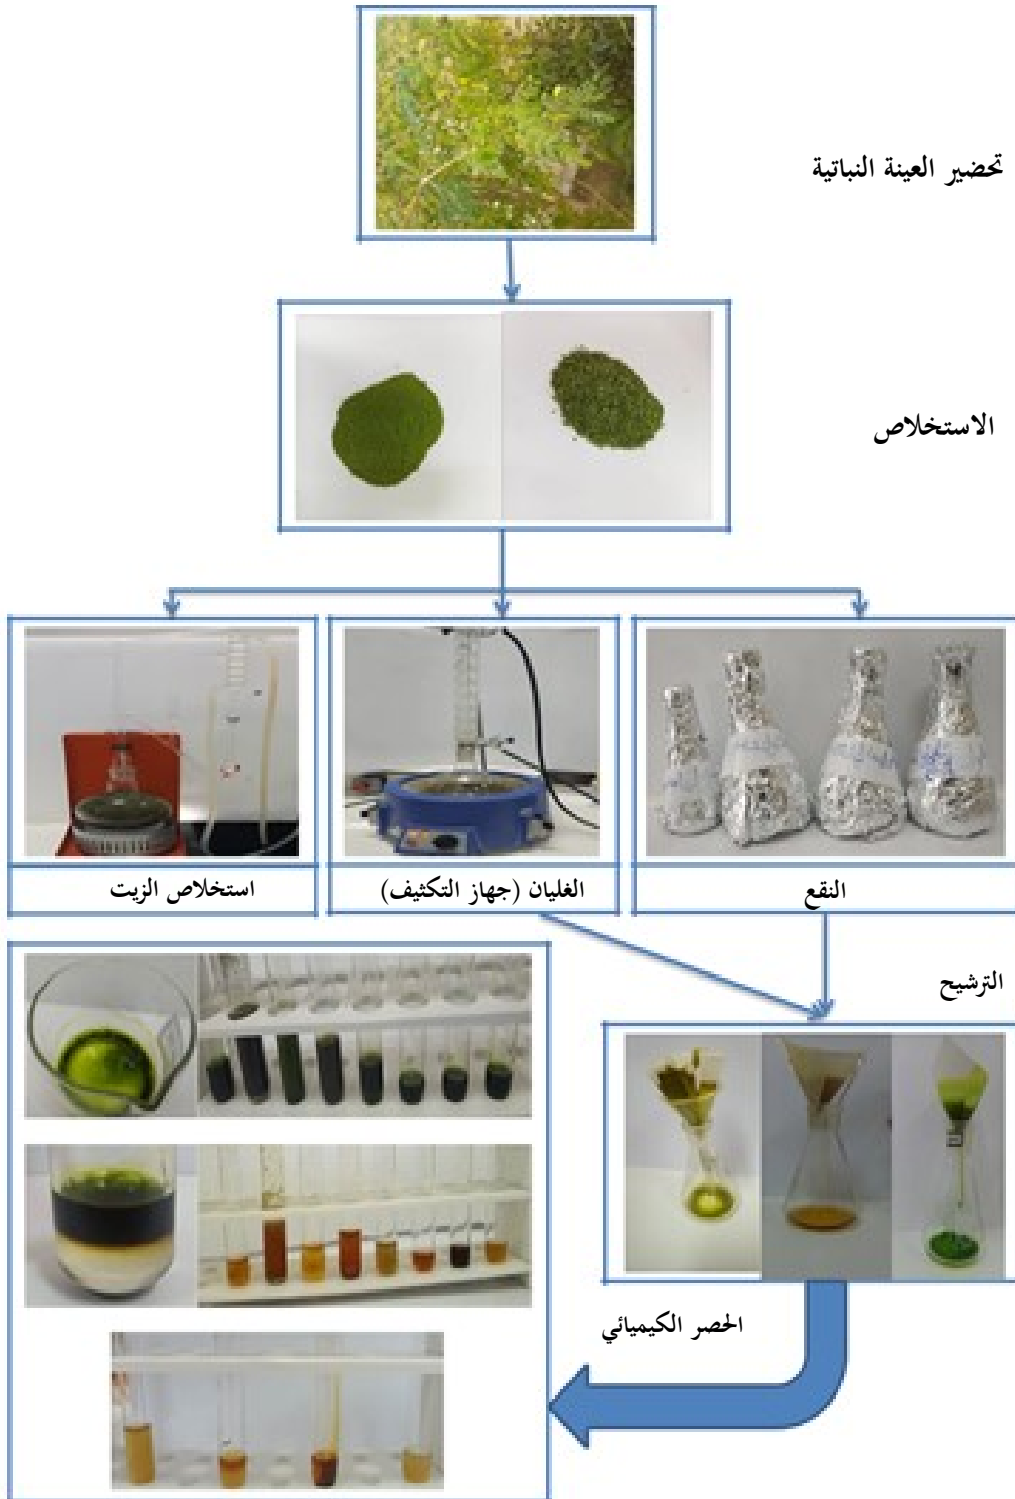 تحضير العينة النباتية
الاستخلاص
النقع
الغليان (جهاز التكثيف)
استخلاص الزيت
الترشيح
الحصر الكيميائي